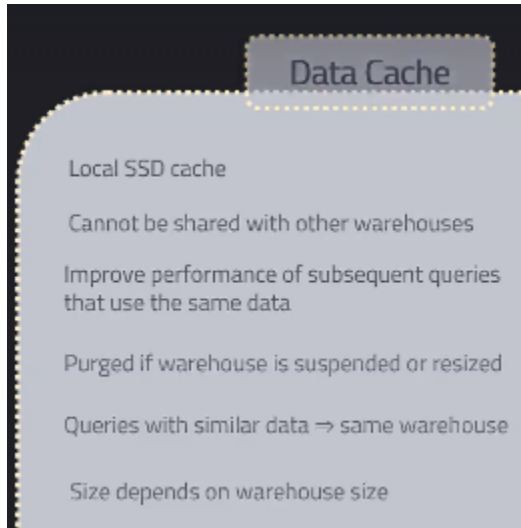 Data Cache
Local SSD cache
Cannot be shared with other warehouses
Improve performance of subsequent queries
that use the same data
Purged if warehouse is suspended or resized
Queries with similar data ⇒ same warehouse
Size depends on warehouse size